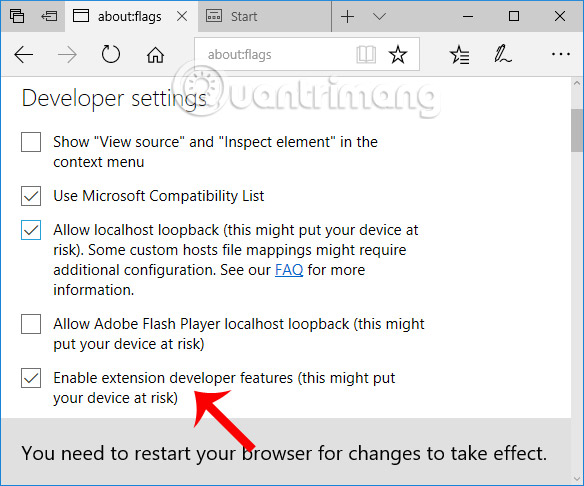 about:flags
Start
about:flags
Developer settings
Quantrimang
Show "View source" and "Inspect element" in the
context menu
Use Microsoft Compatibility List
Allow localhost loopback (this might put your device at
risk). Some custom hosts file mappings might require
additional configuration. See our FAQ for more
information.
Allow Adobe Flash Player localhost loopback (this might
put your device at risk)
Enable extension developer features (this might put
your device at risk)
You need to restart your browser for changes to take effect.